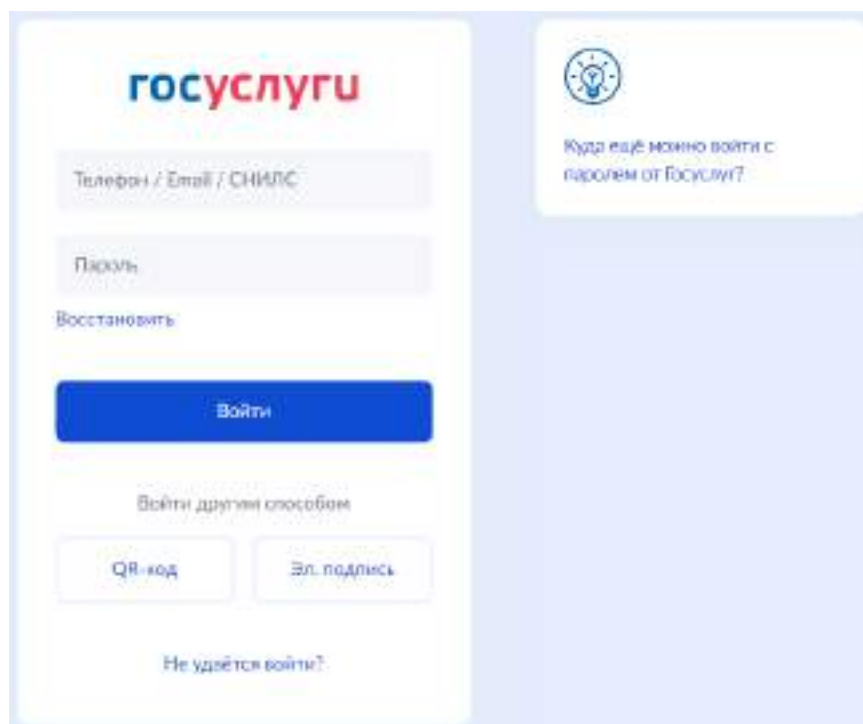 госуслуги
Телефон / Email / СНИЛС
Пароль
Восстановить
Войти
Войти другим способом
QR-код
Эл. подпись
Не удаётся войти?
Куда ещё можно войти с
паролем от Госуслуг?